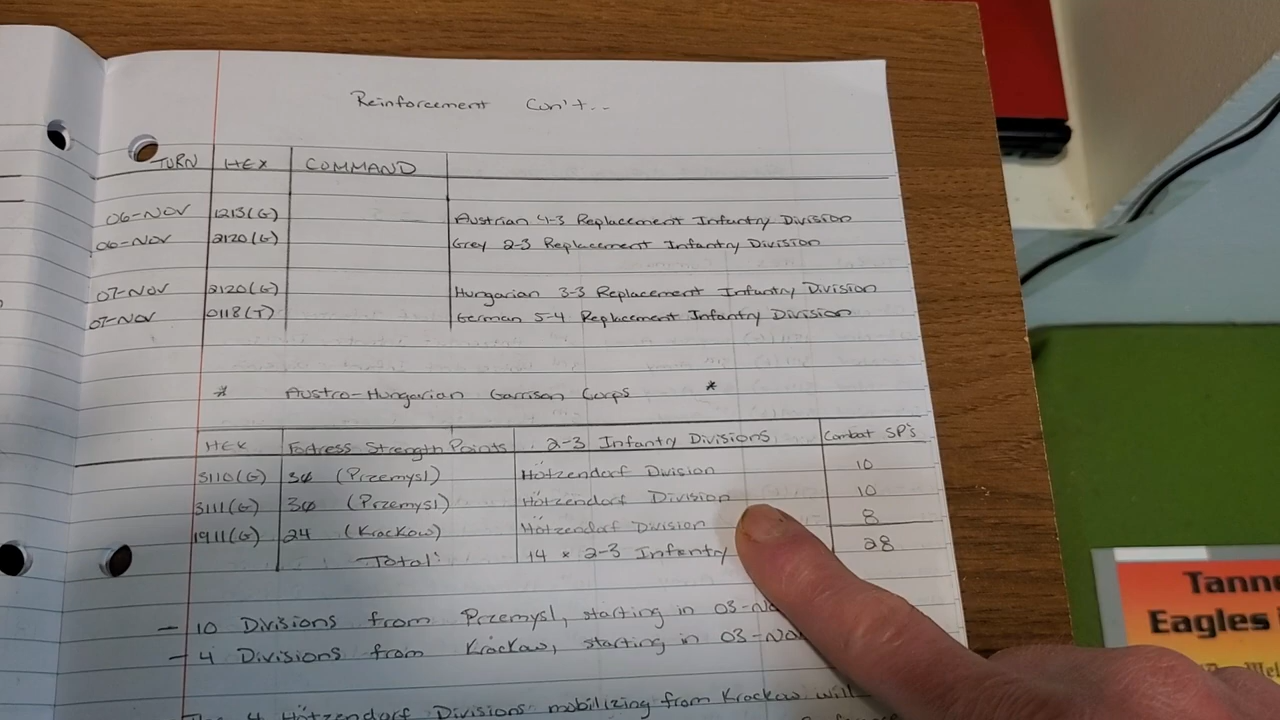 Reinforcement Con't...
TURN HEX COMMAND
06-NOV 1213(G) Austrian 4-3 Replacement Infantry Division
06-NOV 2120(G) Grey 2-3 Replacement Infantry Division
07-NOV 2120(G) Hungarian 3-3 Replacement Infantry Division
07-NOV 0118(T) German 5-4 Replacement Infantry Division
* Austro-Hungarian Garrison Corps *
HEX Fortress Strength Points 2-3 Infantry Divisions Combat SP's
3110(G) 30 (Przemysl) Hötzendorf Division 10
3111(G) 30 (Przemysl) Hötzendorf Division 10
1911(G) 24 (Krackow) Hötzendorf Division 8
Total: 14 x 2-3 Infantry 28
- 10 Divisions from Przemysl, starting in 03-No
- 4 Divisions from Krackow, starting in 03-Nov
4 Hötzendorf Divisions mobilizing from Krackow will
Tanne
Eagles